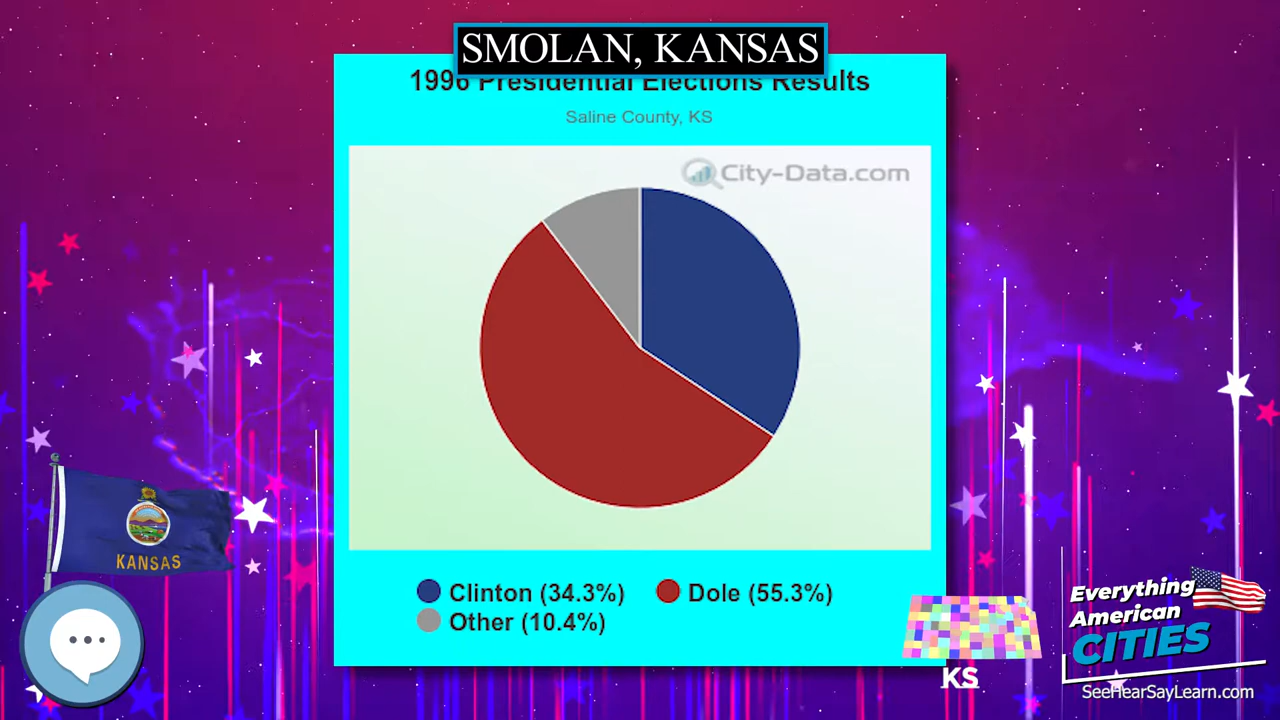 SMOLAN, KANSAS
1996 Presidential Elections Results
Saline County, KS
City-Data.com
Clinton (34.3%) Dole (55.3%)
Other (10.4%)
KANSAS
KS
Everything
American
CITIES
SeeHearSayLearn.com